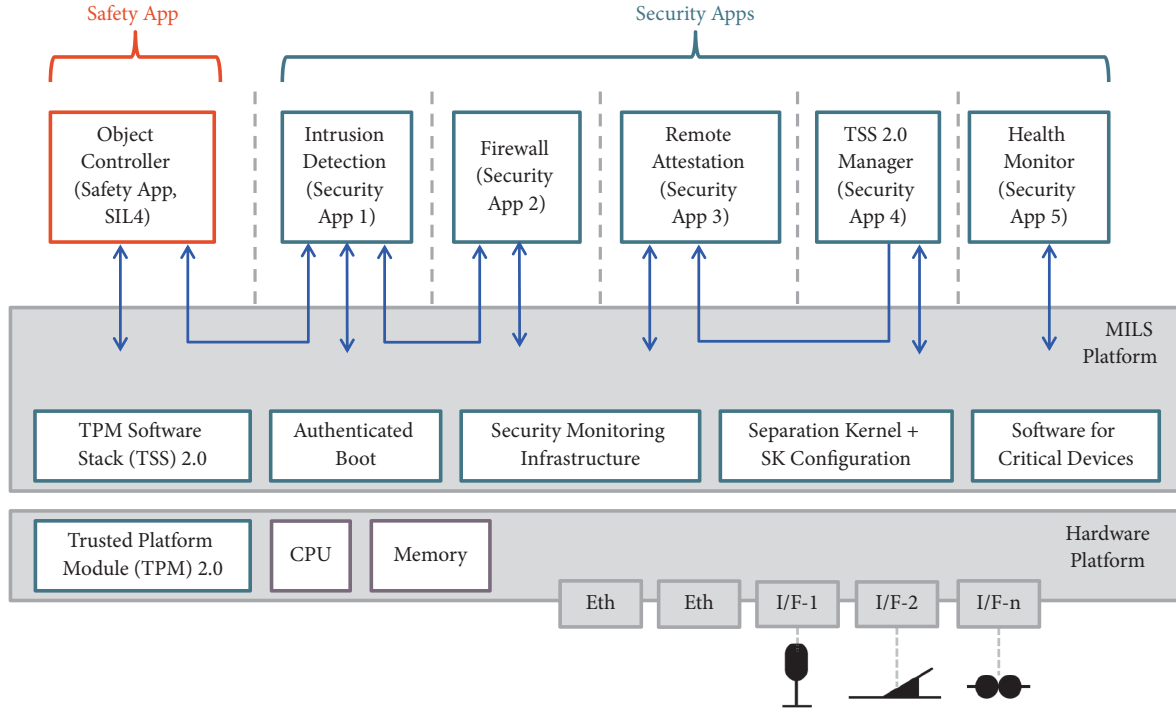 Safety App
Security Apps
Object
Controller
(Safety App,
SIL4)
Intrusion
Detection
(Security
App 1)
Firewall
(Security
App 2)
Remote
Attestation
(Security
App 3)
TSS 2.0
Manager
(Security
App 4)
Health
Monitor
(Security
App 5)
MILS
Platform
TPM Software
Stack (TSS) 2.0
Authenticated
Boot
Security Monitoring
Infrastructure
Separation Kernel +
SK Configuration
Software for
Critical Devices
Trusted Platform
Module (TPM) 2.0
CPU
Memory
Hardware
Platform
Eth
Eth
I/F-1
I/F-2
I/F-n